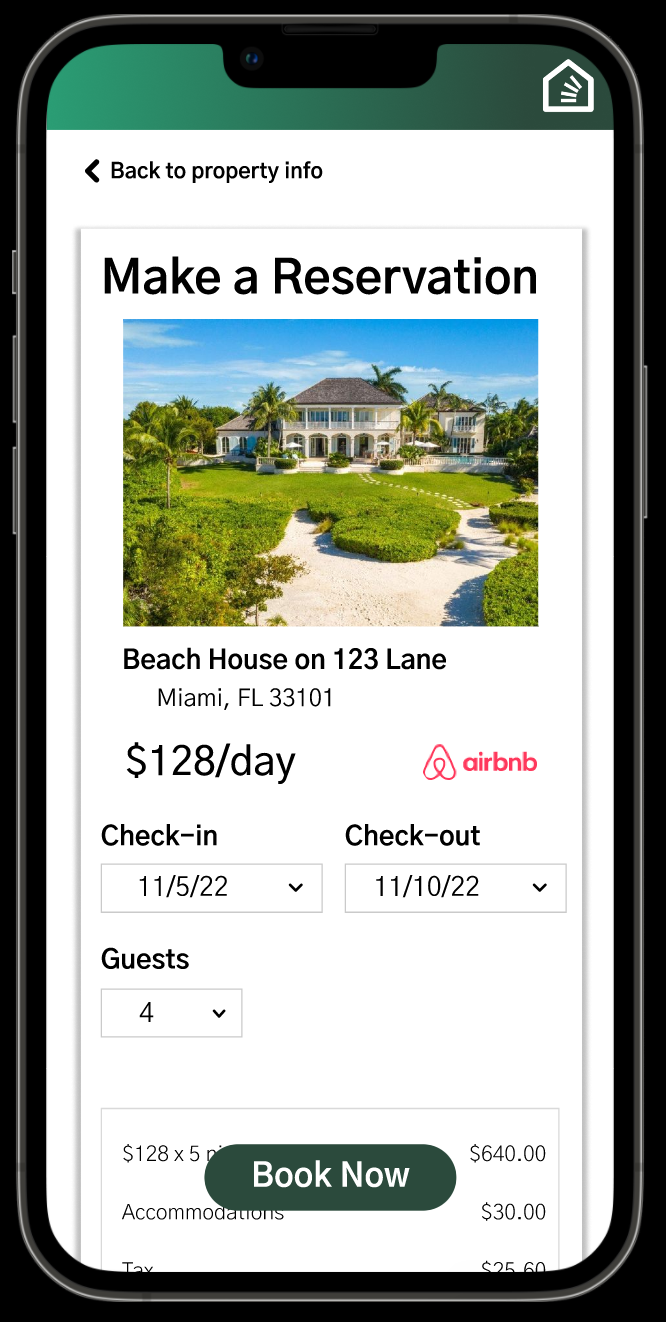 Back to property info
Make a Reservation
Beach House on 123 Lane
Miami, FL 33101
$128/day
airbnb
Check-in
Check-out
11/5/22
11/10/22
Guests
4
$128 x 5 $640.00
Book Now
Accommodations $30.00
Tax $25.60